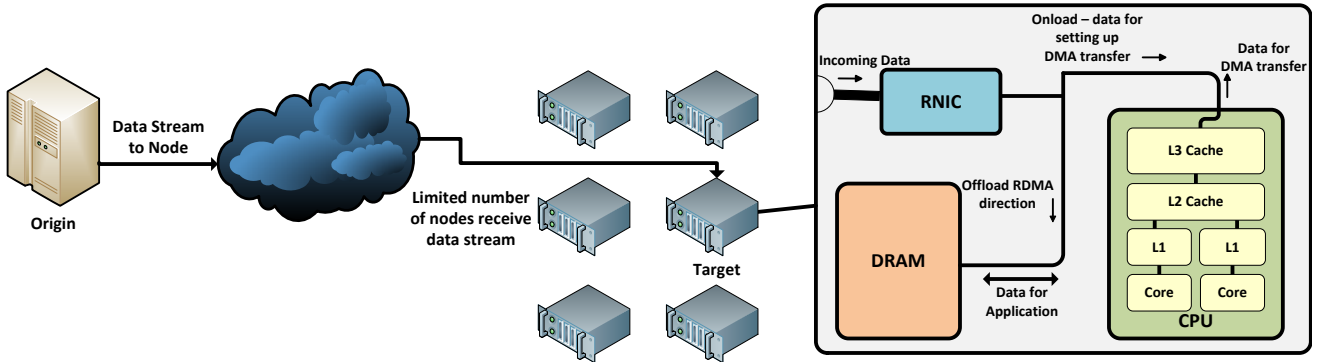 Origin
Data Stream
to Node
Limited number
of nodes receive
data stream
Target
Incoming Data
RNIC
Onload – data for
setting up
DMA transfer
Data for
DMA transfer
Offload RDMA
direction
DRAM
Data for
Application
L3 Cache
L2 Cache
L1
L1
Core
Core
CPU